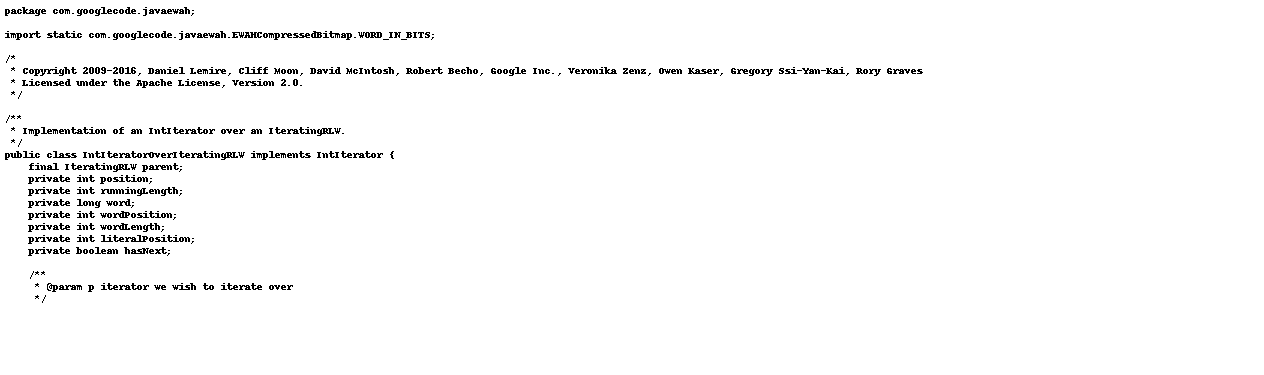 package com.googlecode.javaewah;

import static com.googlecode.javaewah.EWAHCompressedBitmap.WORD_IN_BITS;

/*
 * Copyright 2009-2016, Daniel Lemire, Cliff Moon, David McIntosh, Robert Becho, Google Inc., Veronika Zenz, Owen Kaser, Gregory Ssi-Yan-Kai, Rory Graves
 * Licensed under the Apache License, Version 2.0.
 */

/**
 * Implementation of an IntIterator over an IteratingRLW.
 */
public class IntIteratorOverIteratingRLW implements IntIterator {
    final IteratingRLW parent;
    private int position;
    private int runningLength;
    private long word;
    private int wordPosition;
    private int wordLength;
    private int literalPosition;
    private boolean hasNext;

    /**
     * @param p iterator we wish to iterate over
     */